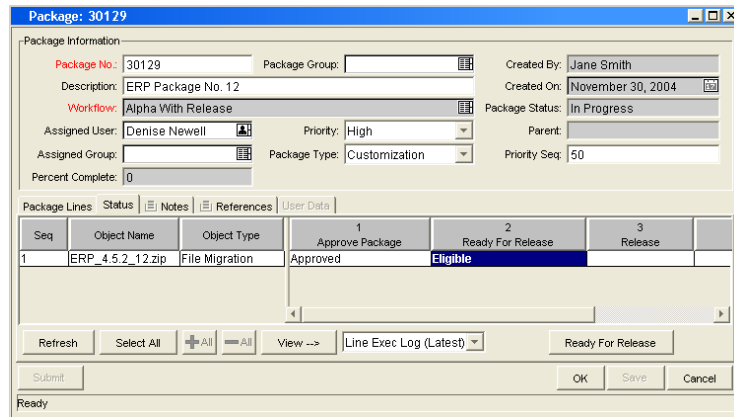 Package: 30129
Package Information
Package No.: 30129 Package Group: Created By: Jane Smith
Description: ERP Package No. 12 Created On: November 30, 2004
Workflow: Alpha With Release Package Status: In Progress
Assigned User: Denise Newell Priority: High Parent:
Assigned Group: Package Type: Customization Priority Seq: 50
Percent Complete: 0
Package Lines Status Notes References User Data
1 2 3
Seq Object Name Object Type Approve Package Ready For Release Release
1 ERP_4.5.2_12.zip File Migration Approved Eligible
Refresh Select All All All View --> Line Exec Log (Latest) Ready For Release
Submit OK Save Cancel
Ready